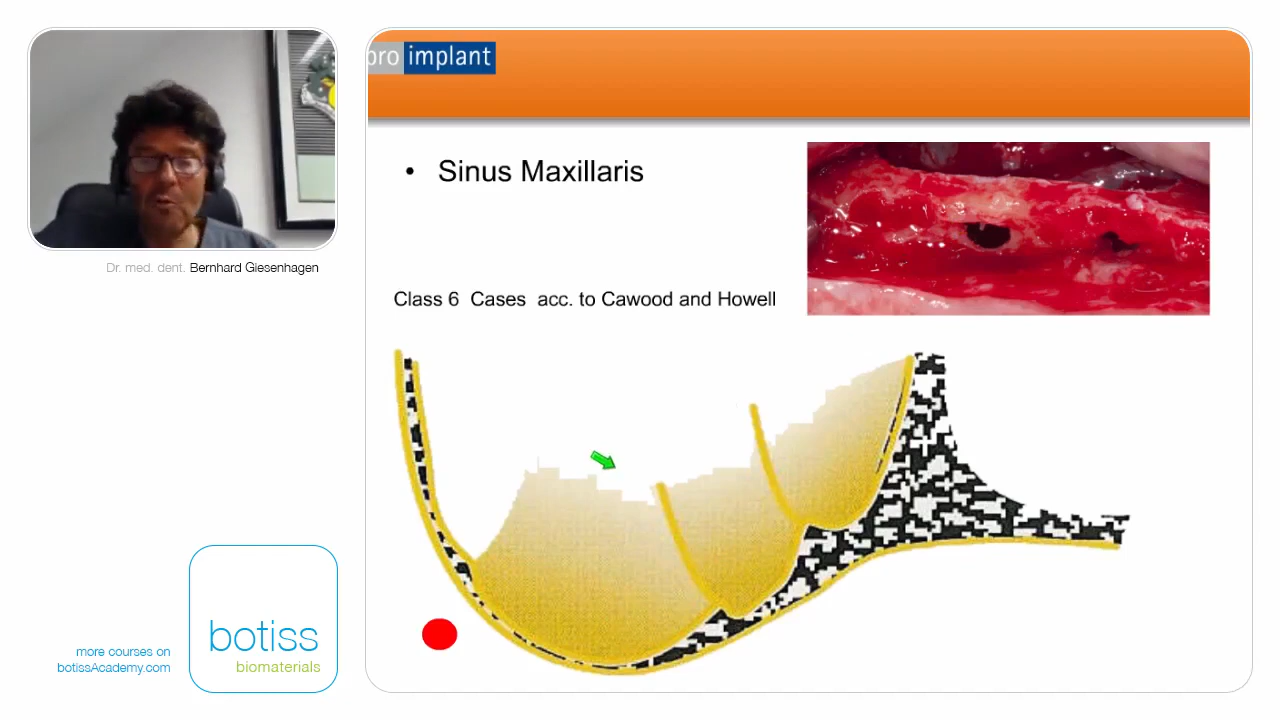 pro implant
• Sinus Maxillaris
Class 6 Cases acc. to Cawood and Howell
Dr. med. dent. Bernhard Giesenhagen
more courses on
botissAcademy.com
botiss
biomaterials